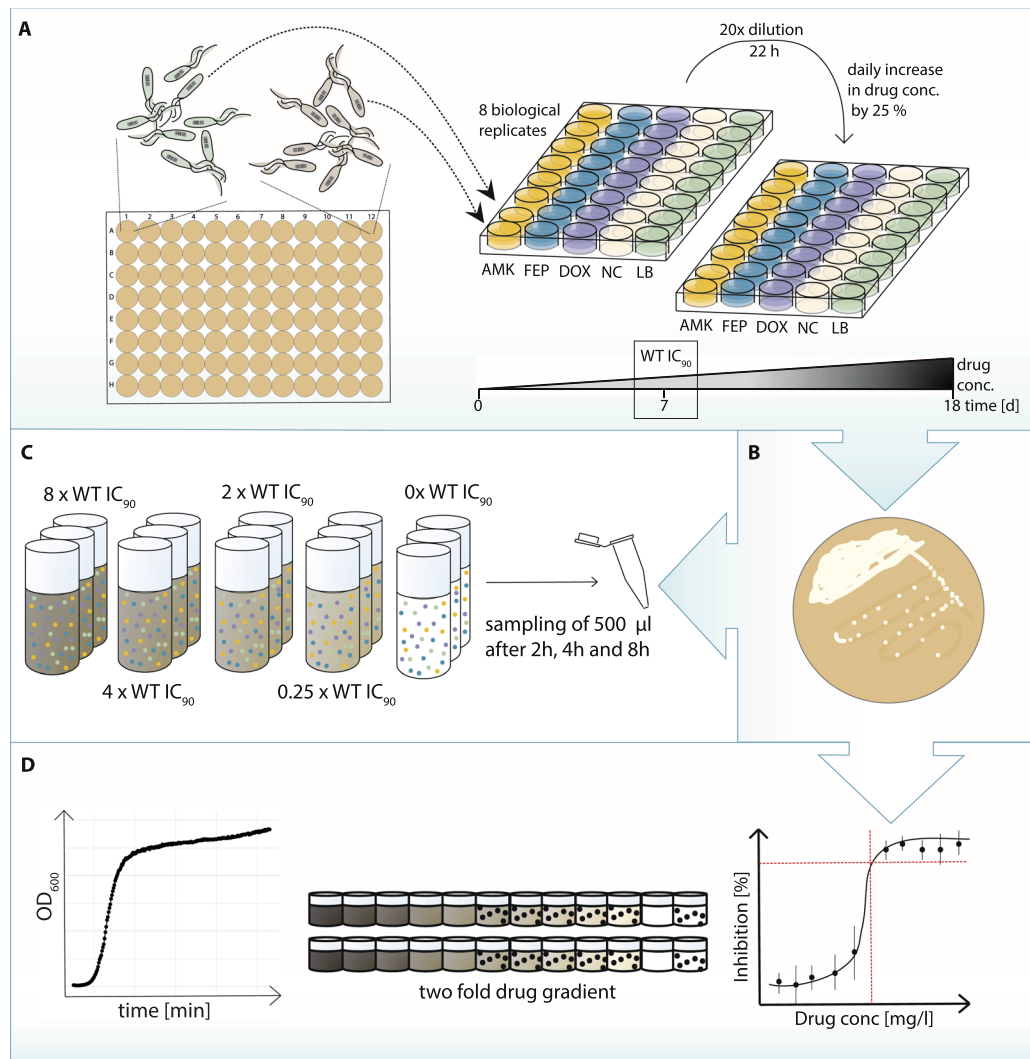 A
20x dilution
22 h
daily increase
in drug conc.
by 25 %
8 biological
replicates
1 2 3 4 5 6 7 8 9 10 11 12
A
B
C
D
E
F
G
H
AMK FEP DOX NC LB
AMK FEP DOX NC LB
WT IC90
drug
conc.
0 7 18 time [d]
C
B
8 x WT IC90
2 x WT IC90
0x WT IC90
sampling of 500 µl
after 2h, 4h and 8h
4 x WT IC90
0.25 x WT IC90
D
OD600
time [min]
two fold drug gradient
Inhibition [%]
Drug conc [mg/l]